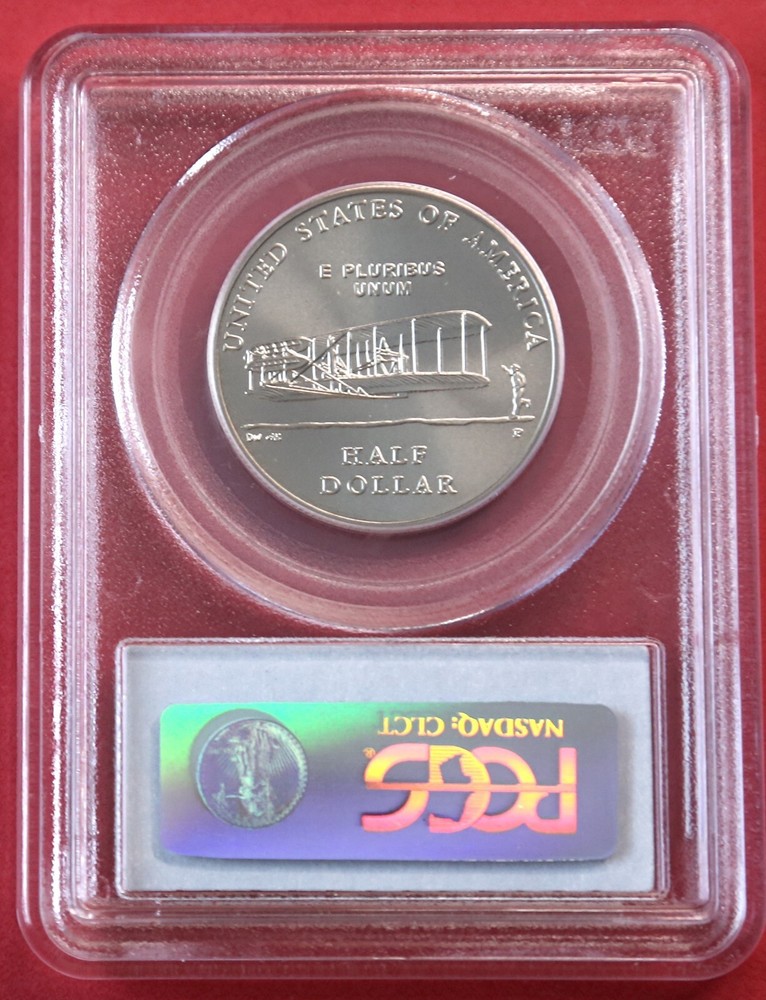 UNITED STATES OF AMERICA
E PLURIBUS
UNUM
P
HALF
DOLLAR
NASDAQ: CLCT
PCGS®